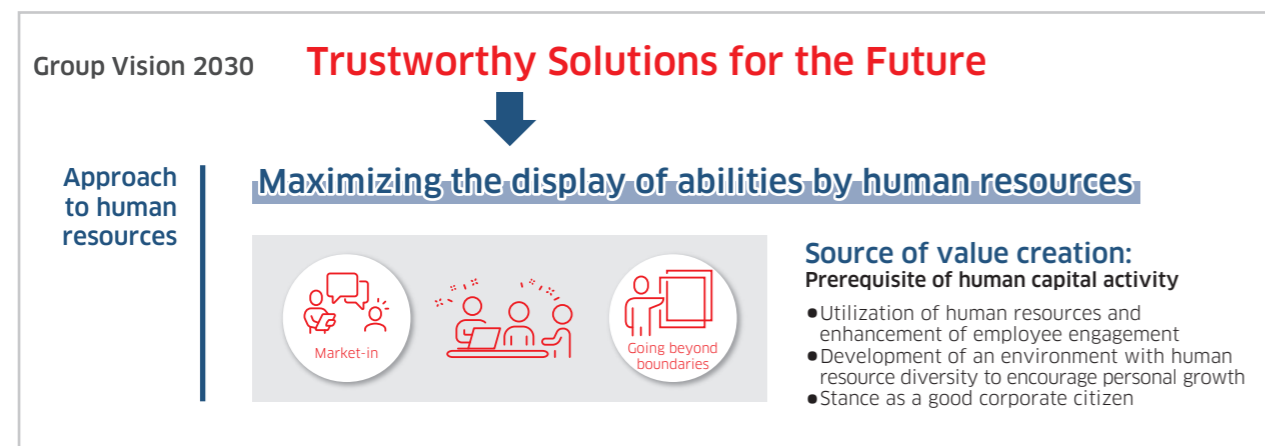 Group Vision 2030
Trustworthy Solutions for the Future
Approach
to human
resources
Maximizing the display of abilities by human resources
Market-in
Going beyond
boundaries
Source of value creation:
Prerequisite of human capital activity
●Utilization of human resources and
enhancement of employee engagement
●Development of an environment with human
resource diversity to encourage personal growth
●Stance as a good corporate citizen